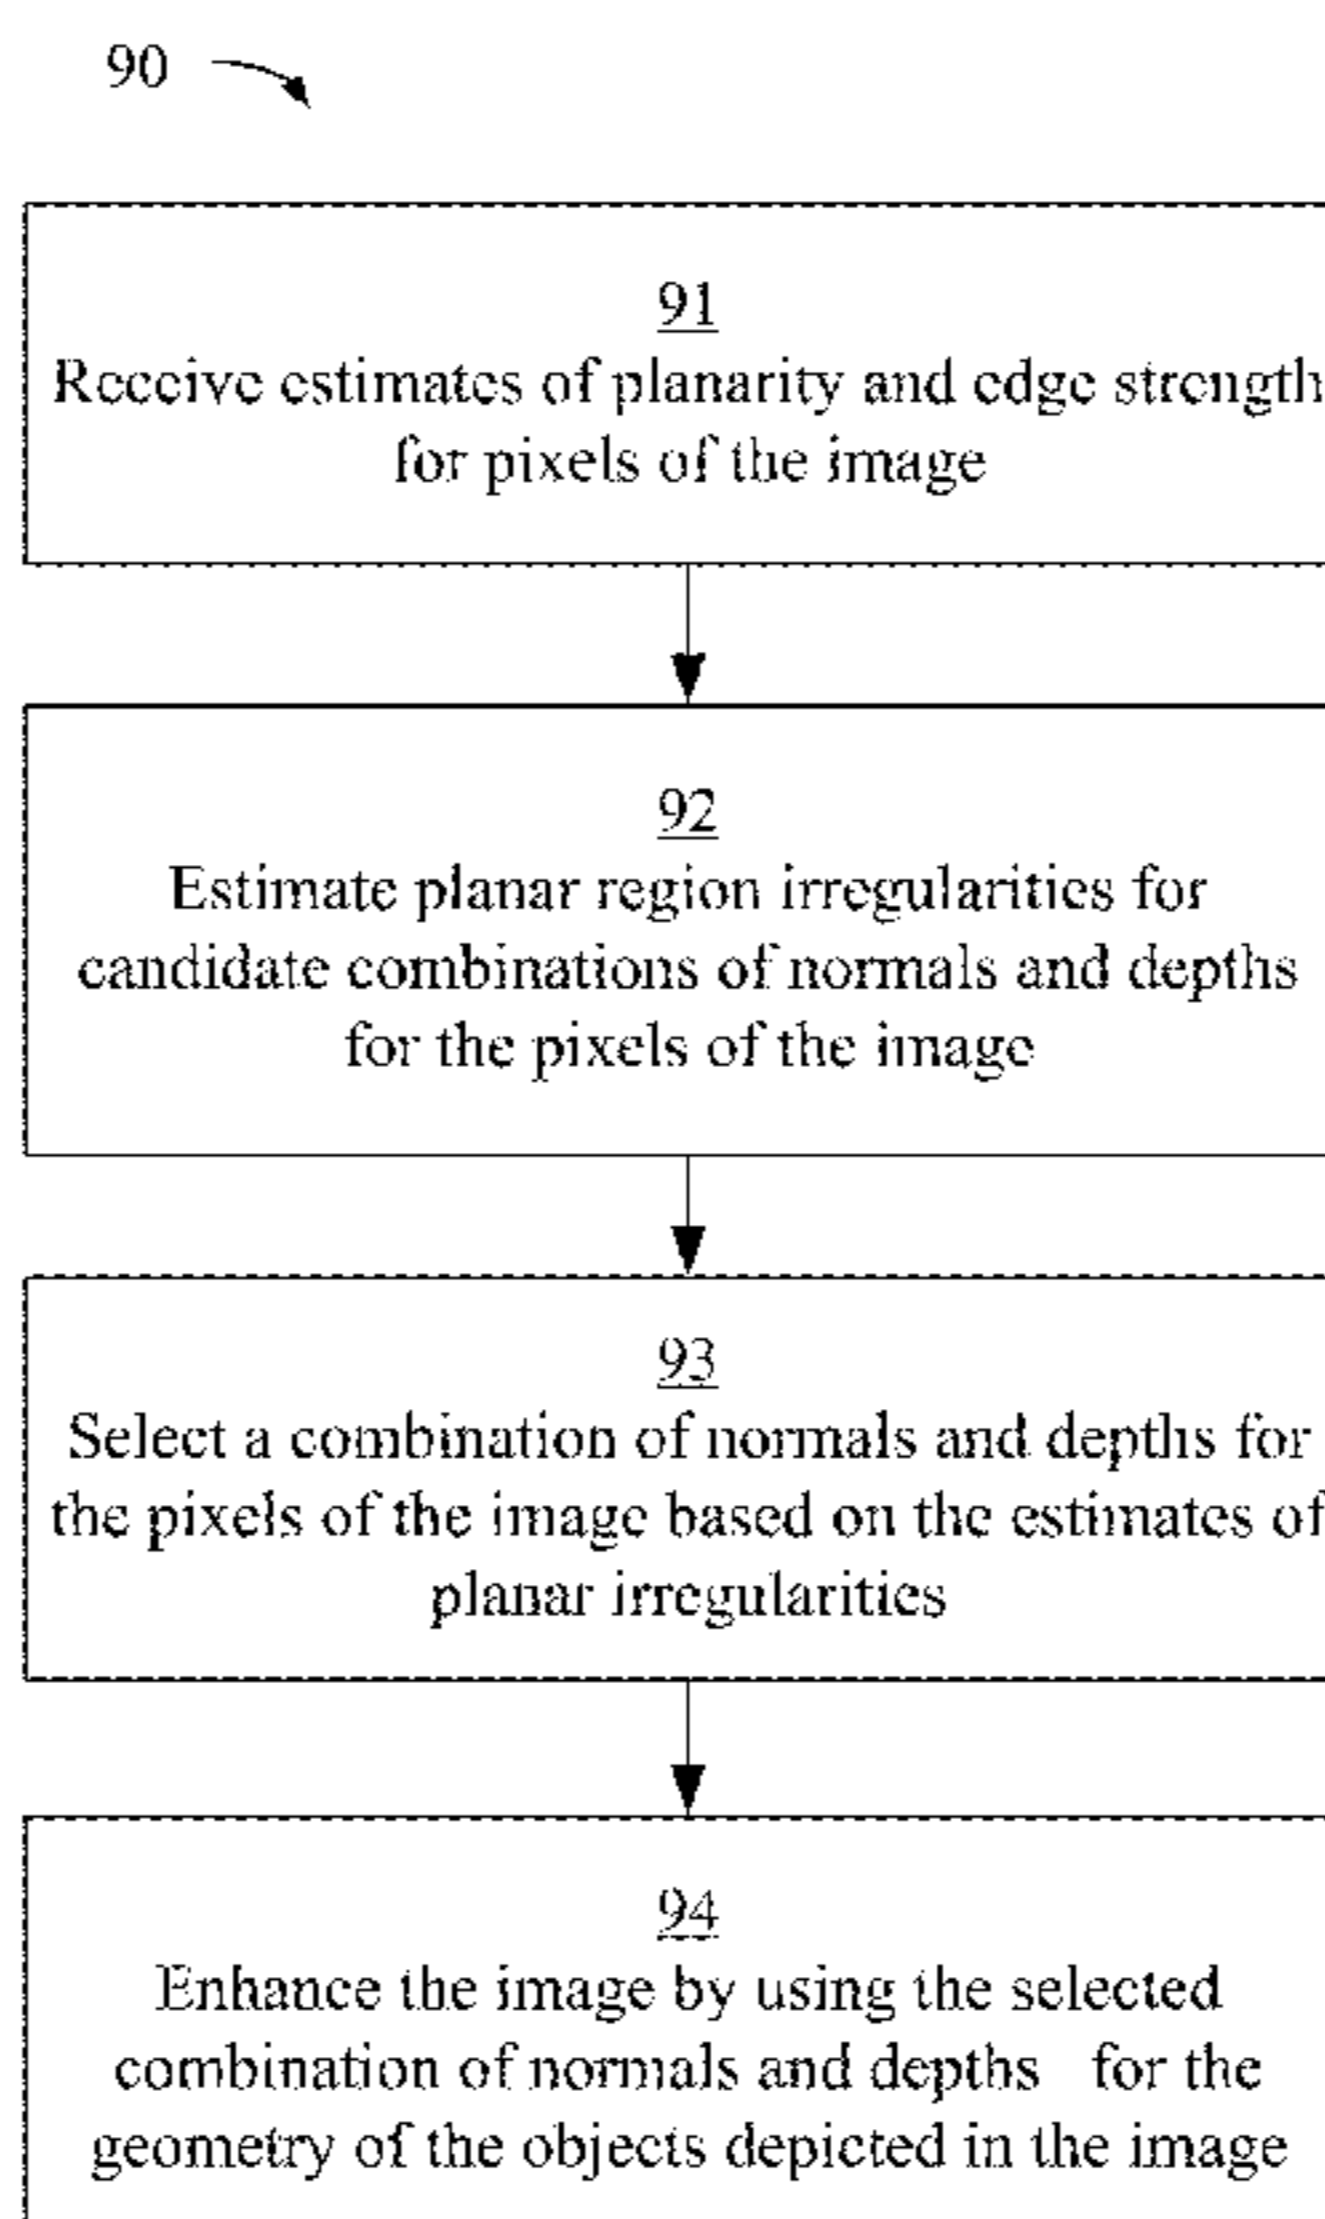 90
91
Receive estimates of planarity and edge strength
for pixels of the image
92
Estimate planar region irregularities for
candidate combinations of normals and depths
for the pixels of the image
93
Select a combination of normals and depths for
the pixels of the image based on the estimates of
planar irregularities
94
Enhance the image by using the selected
combination of normals and depths for the
geometry of the objects depicted in the image